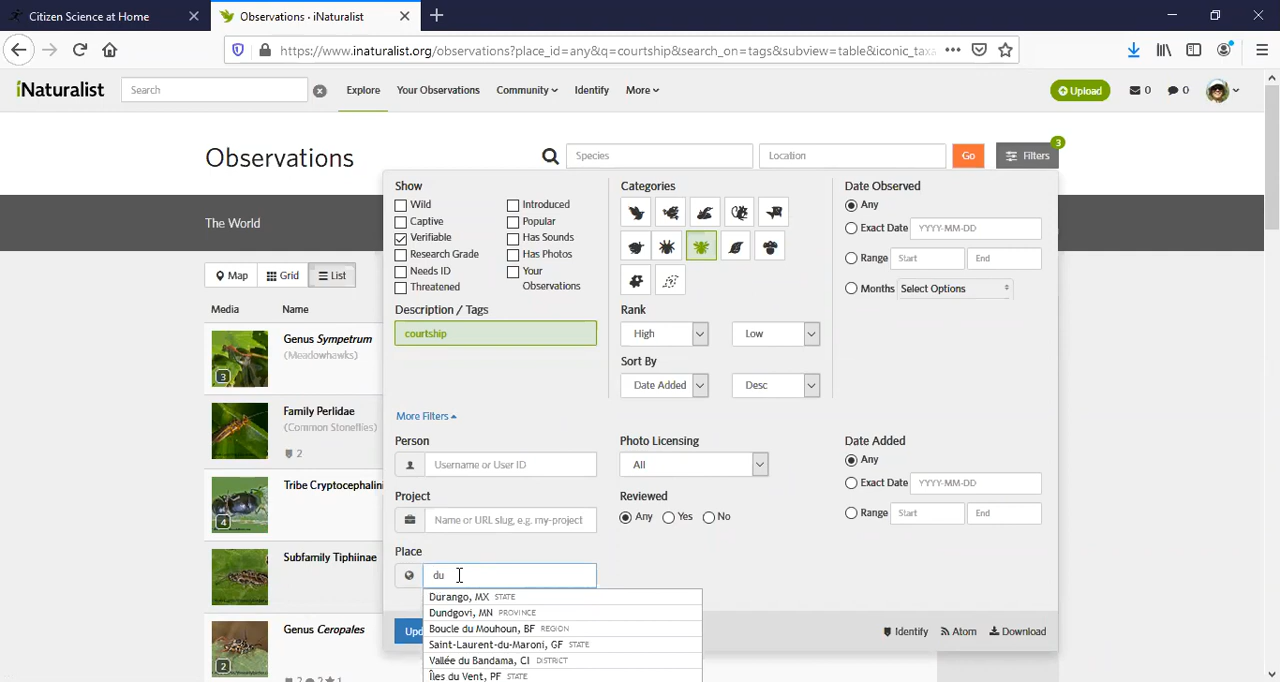 Citizen Science at Home
Observations · iNaturalist
https://www.inaturalist.org/observations?place_id=any&q=courtship&search_on=tags&subview=table&iconic_taxa
iNaturalist
Search
Explore
Your Observations
Community
Identify
More
Upload
0
0
Observations
Species
Location
Go
Filters
3
The World
Map
Grid
List
Media
Name
3
Genus Sympetrum
(Meadowhawks)
Family Perlidae
(Common Stoneflies)
2
4
Tribe Cryptocephalin
Subfamily Tiphiinae
2
Genus Ceropales
2 2 1
Show
Wild
Captive
Verifiable
Research Grade
Needs ID
Threatened
Introduced
Popular
Has Sounds
Has Photos
Your
Observations
Description / Tags
courtship
Categories
Rank
High
Low
Sort By
Date Added
Desc
Date Observed
Any
Exact Date
YYYY-MM-DD
Range
Start
End
Months
Select Options
More Filters
Person
Username or User ID
Project
Name or URL slug, e.g. my-project
Place
du
Durango, MX STATE
Dundgovi, MN PROVINCE
Boucle du Mouhoun, BF REGION
Saint-Laurent-du-Maroni, GF STATE
Vallée du Bandama, CI DISTRICT
Îles du Vent, PF STATE
Upd
Photo Licensing
All
Reviewed
Any
Yes
No
Date Added
Any
Exact Date
YYYY-MM-DD
Range
Start
End
Identify
Atom
Download